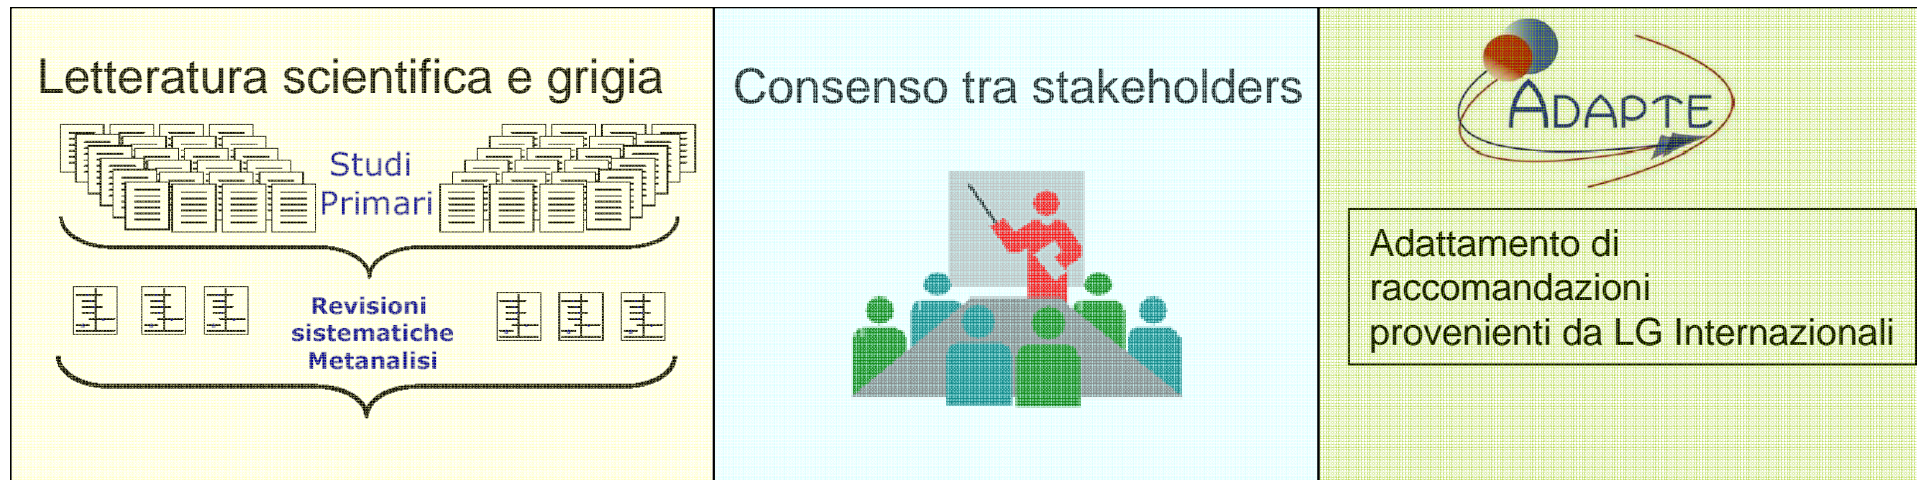 Letteratura scientifica e grigia
Studi
Primari
Revisioni
sistematiche
Metanalisi
Consenso tra stakeholders
ADAPTE
Adattamento di
raccomandazioni
provenienti da LG Internazionali